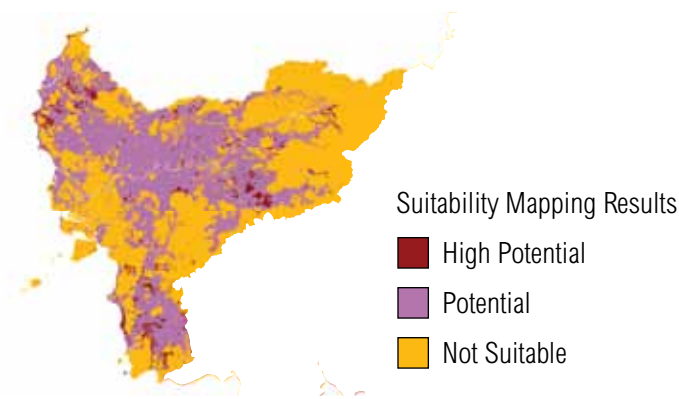 Suitability Mapping Results
High Potential
Potential
Not Suitable